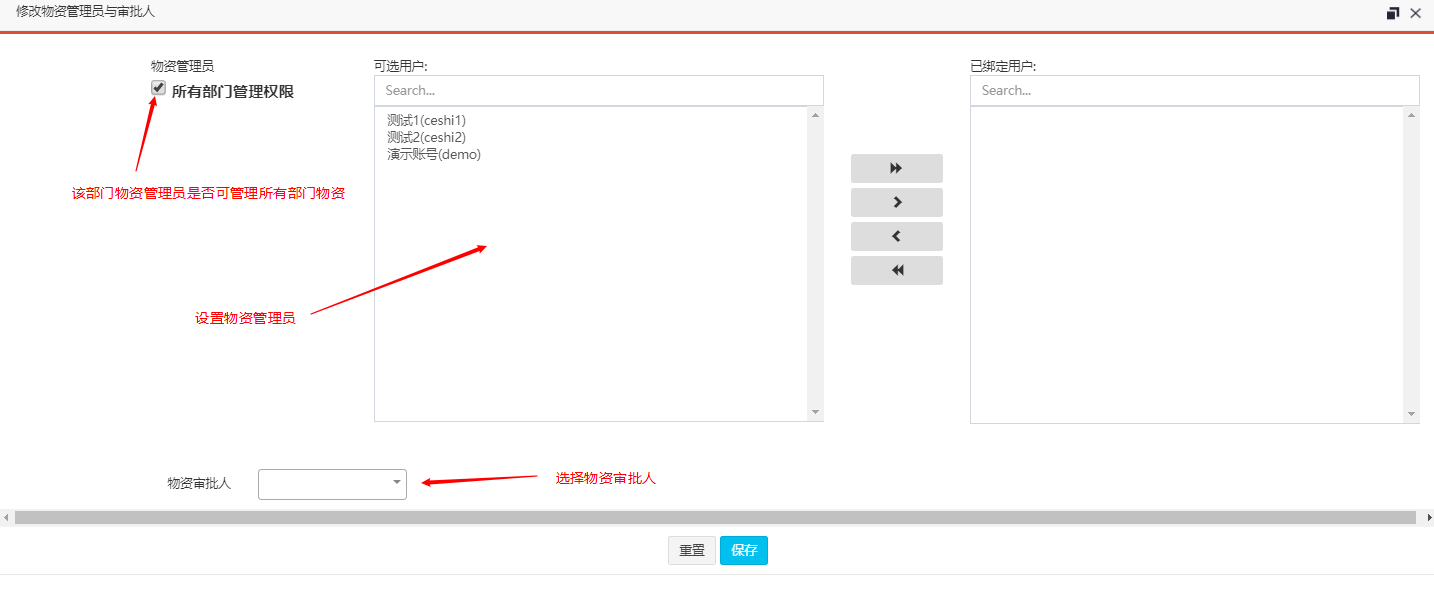 修改物资管理员与审批人
物资管理员
所有部门管理权限
该部门物资管理员是否可管理所有部门物资
设置物资管理员
可选用户:
Search...
测试1(ceshi1)
测试2(ceshi2)
演示账号(demo)
已绑定用户:
Search...
物资审批人
选择物资审批人
重置
保存